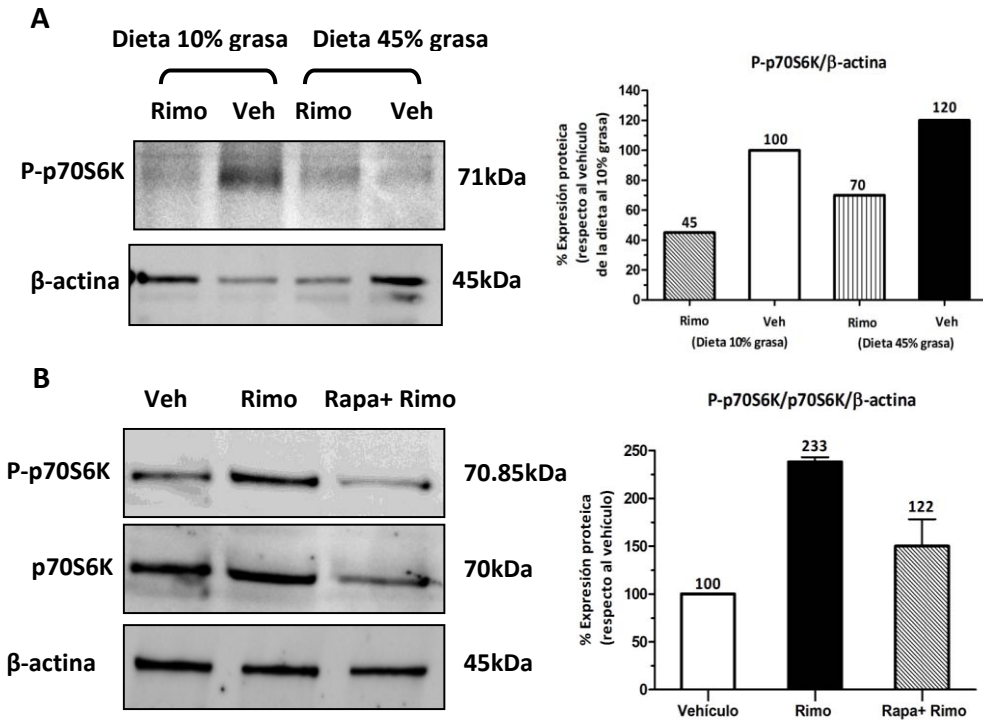 A
Dieta 10% grasa Dieta 45% grasa
Rimo Veh Rimo Veh
P-p70S6K 71kDa
β-actina 45kDa
P-p70S6K/β-actina
% Expresión proteica
(respecto al vehículo
de la dieta al 10% grasa)
140
120
100
80
60
40
20
0
45
100
70
120
Rimo Veh Rimo Veh
(Dieta 10% grasa) (Dieta 45% grasa)
B
Veh Rimo Rapa+ Rimo
P-p70S6K 70.85kDa
p70S6K 70kDa
β-actina 45kDa
P-p70S6K/p70S6K/β-actina
% Expresión proteica
(respecto al vehículo)
250
200
150
100
50
0
100
233
122
Vehículo Rimo Rapa+ Rimo